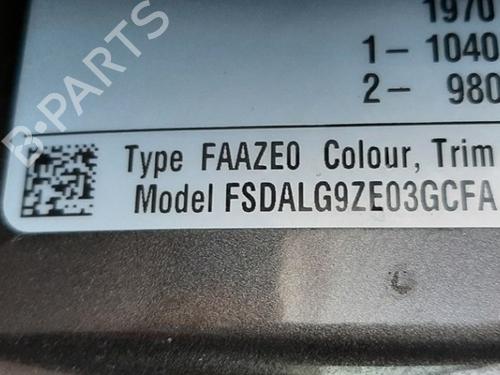 1970
1- 1040
2- 980
Type FAAZE0 Colour, Trim
Model FSDALG9ZE03GCFA
B-PARTS